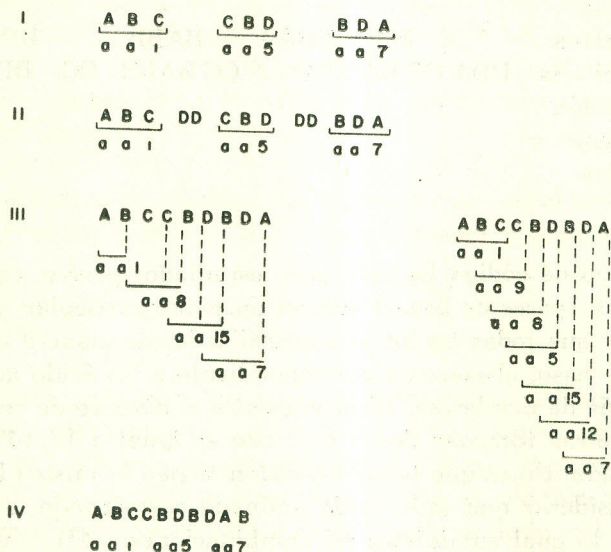 I A B C C B D B D A
a a 1 a a 5 a a 7
II A B C DD C B D DD B D A
a a 1 a a 5 a a 7
III A B C C B D B D A
a a 1
a a 8
a a 15
a a 7
A B C C B D B D A
a a 1
a a 9
a a 8
a a 5
a a 15
a a 12
a a 7
IV A B C C B D B D A B
a a 1 a a 5 a a 7